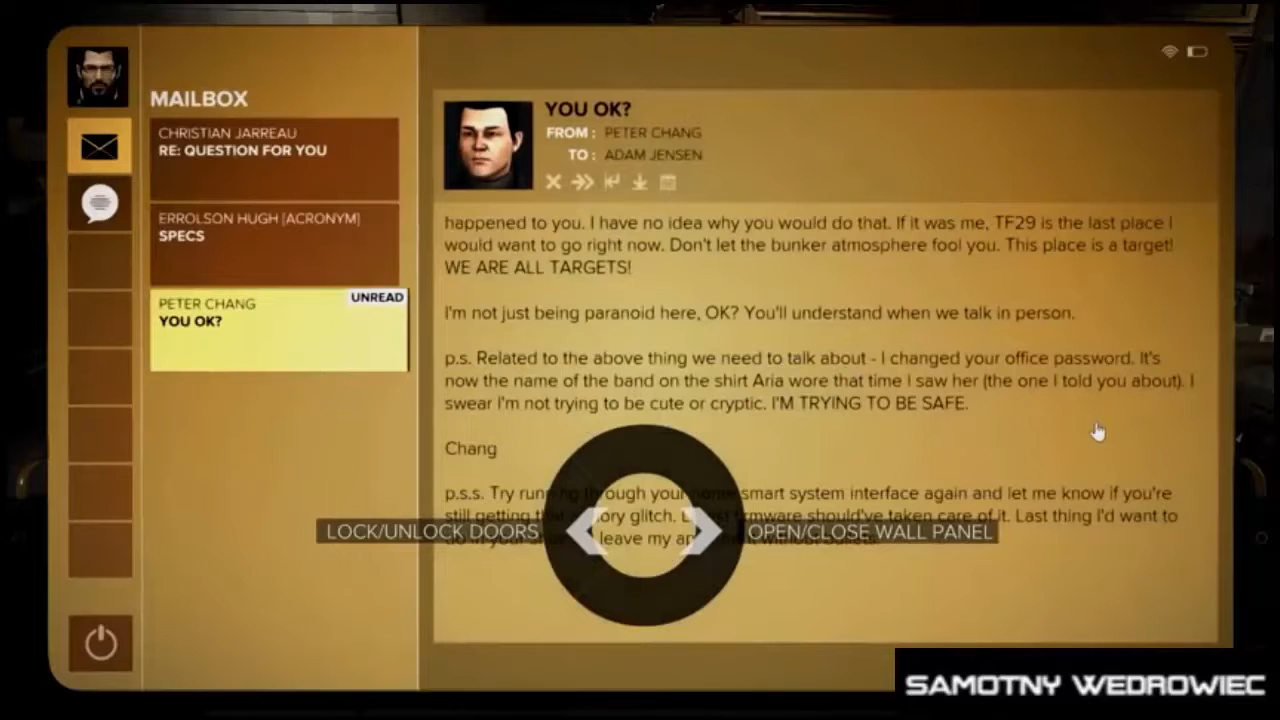 MAILBOX
CHRISTIAN JARREAU
RE: QUESTION FOR YOU
ERROLSON HUGH [ACRONYM]
SPECS
PETER CHANG
UNREAD
YOU OK?
YOU OK?
FROM : PETER CHANG
TO : ADAM JENSEN
happened to you. I have no idea why you would do that. If it was me, TF29 is the last place I
would want to go right now. Don't let the bunker atmosphere fool you. This place is a target!
WE ARE ALL TARGETS!
I'm not just being paranoid here, OK? You'll understand when we talk in person.
p.s. Related to the above thing we need to talk about - I changed your office password. It's
now the name of the band on the shirt Aria wore that time I saw her (the one I told you about). I
swear I'm not trying to be cute or cryptic. I'M TRYING TO BE SAFE.
Chang
p.s.s. Try running through your home smart system interface again and let me know if you're
still getting that glitch. should've taken care of it. Last thing I'd want to
leave my without bullets.
LOCK/UNLOCK DOORS
OPEN/CLOSE WALL PANEL
SAMOTNY WEDROWIEC